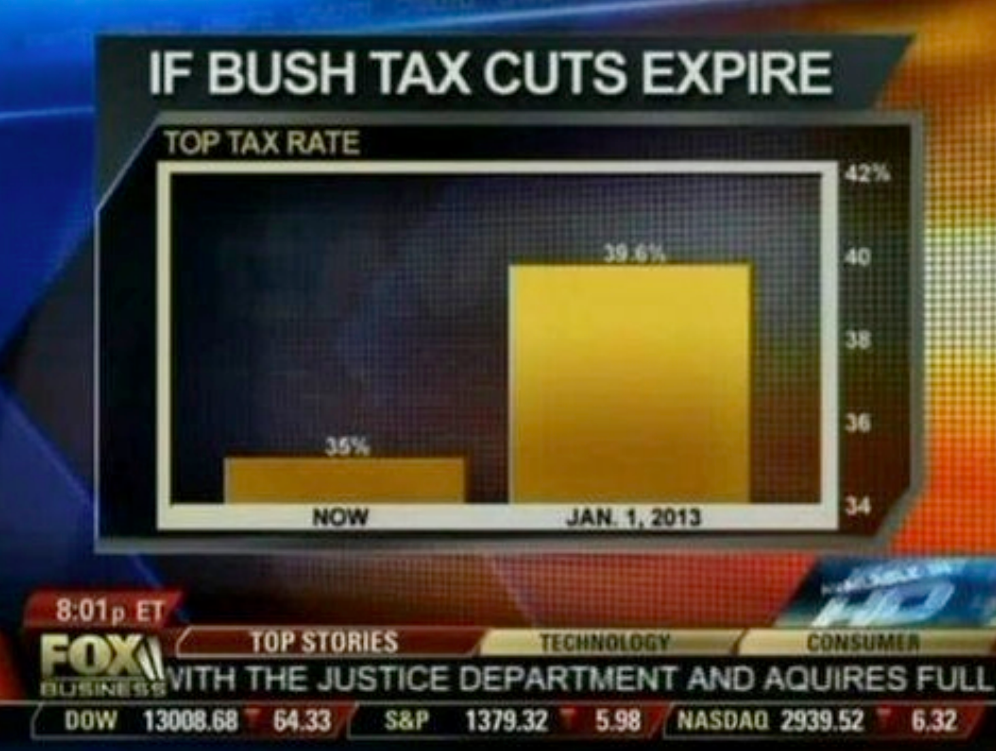 IF BUSH TAX CUTS EXPIRE
TOP TAX RATE
42%
39.6%
40
38
36
35%
34
NOW JAN. 1, 2013
HD
8:01p ET
TOP STORIES TECHNOLOGY CONSUMER
FOX
BUSINESS
WITH THE JUSTICE DEPARTMENT AND AQUIRES FULL
DOW 13008.68 ▼ 64.33 S&P 1379.32 ▼ 5.98 NASDAQ 2939.52 ▼ 6.32